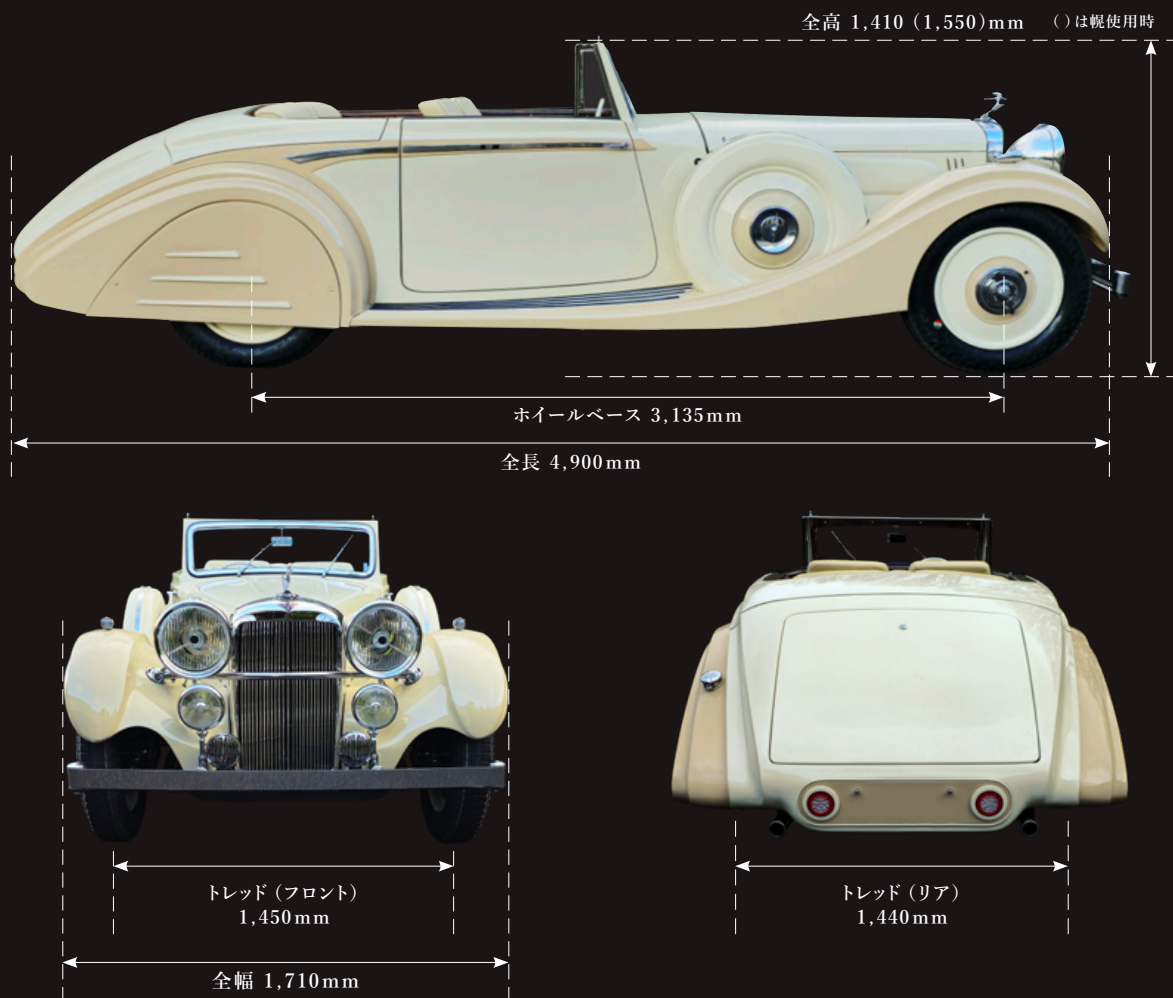 全高 1,410（1,550）mm （ ）は幌使用時
ホイールベース 3,135mm
全長 4,900mm
トレッド（フロント）
1,450mm
トレッド（リア）
1,440mm
全幅 1,710mm